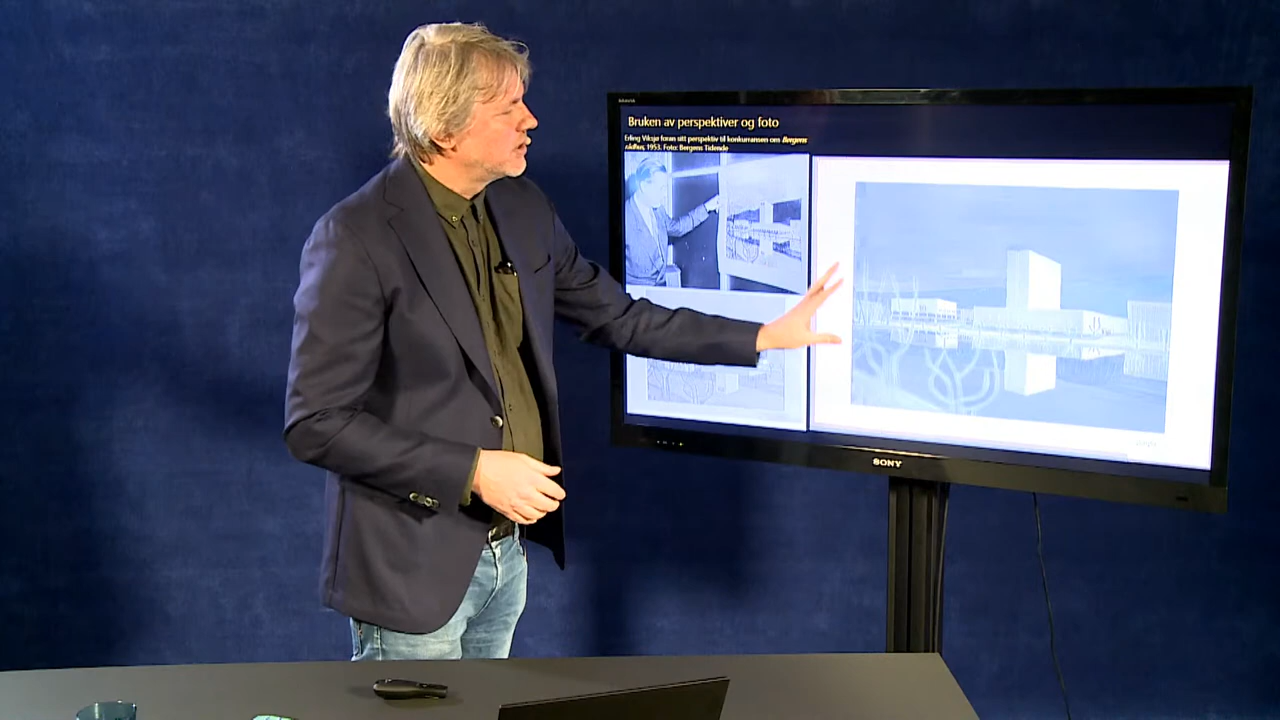 BRAVIA
Bruken av perspektiver og foto
Erling Viksjø foran sitt perspektiv til konkurransen om Bergens
rådhus, 1953. Foto: Bergens Tidende
SONY